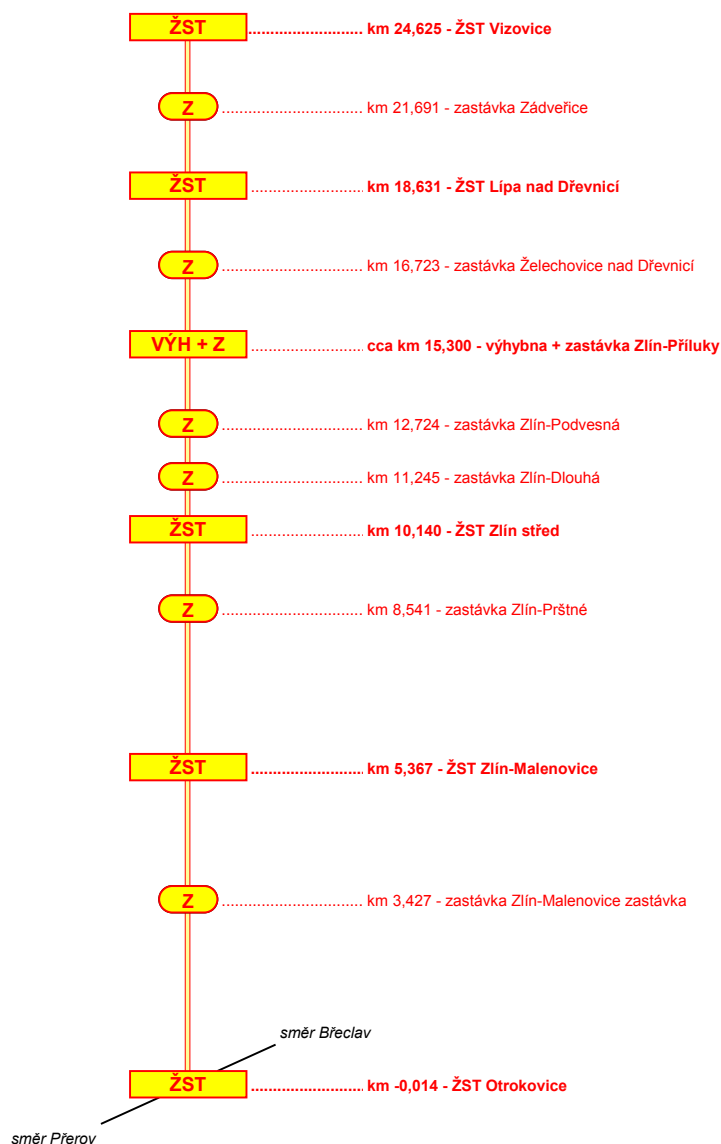 ŽST ........................ km 24,625 - ŽST Vizovice
Z ............................... km 21,691 - zastávka Zádveřice
ŽST ........................ km 18,631 - ŽST Lípa nad Dřevnicí
Z ............................... km 16,723 - zastávka Želechovice nad Dřevnicí
VÝH + Z ........................ cca km 15,300 - výhybna + zastávka Zlín-Příluky
Z ............................... km 12,724 - zastávka Zlín-Podvesná
Z ............................... km 11,245 - zastávka Zlín-Dlouhá
ŽST ........................ km 10,140 - ŽST Zlín střed
Z ............................... km 8,541 - zastávka Zlín-Prštné
ŽST ........................ km 5,367 - ŽST Zlín-Malenovice
Z ............................... km 3,427 - zastávka Zlín-Malenovice zastávka
směr Břeclav
ŽST ........................ km -0,014 - ŽST Otrokovice
směr Přerov